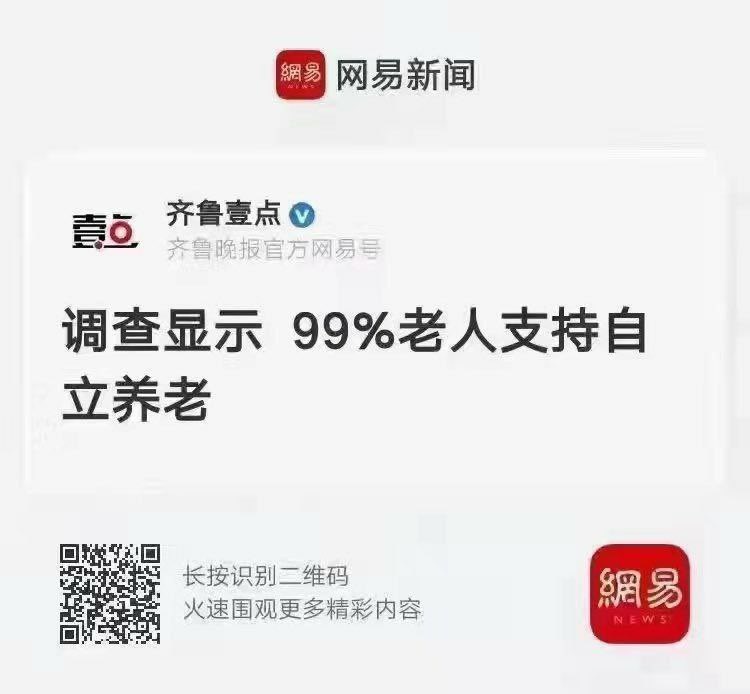 網易
NEWS
网易新闻
壹点
齐鲁壹点
齐鲁晚报官方网易号
调查显示 99%老人支持自
立养老
长按识别二维码
火速围观更多精彩内容
網易
NEWS